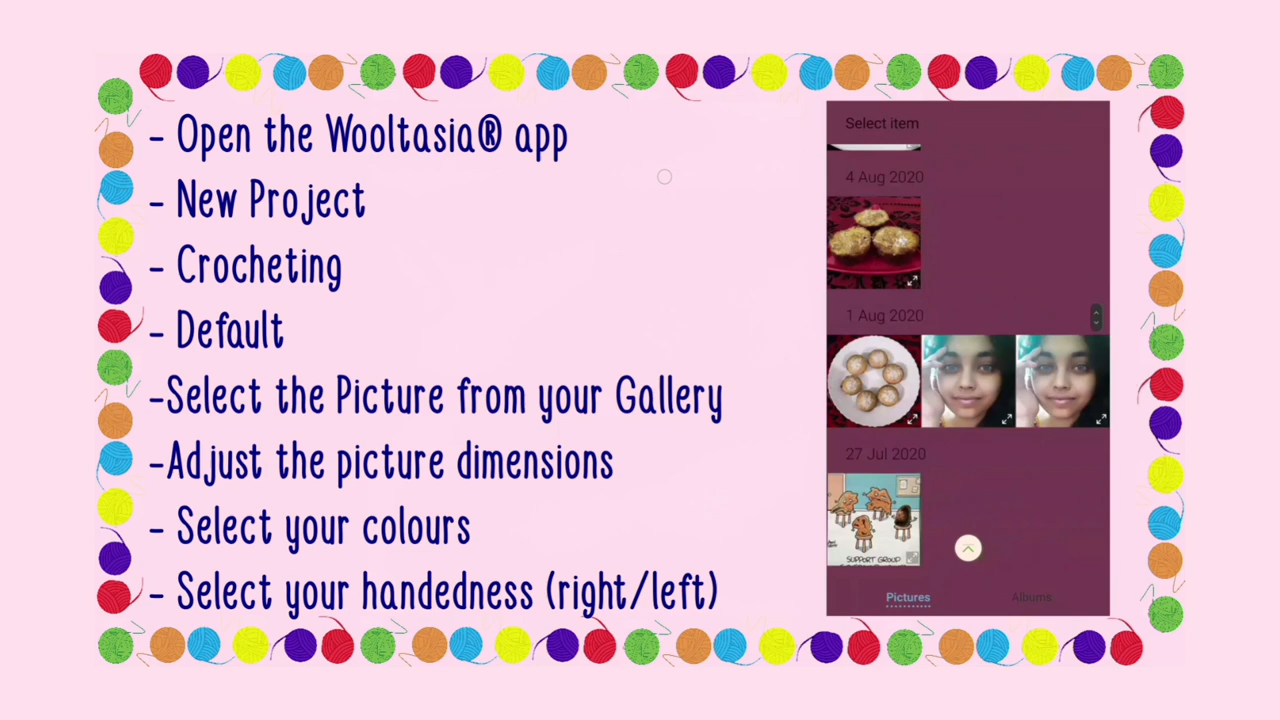 - Open the Wooltasia® app
- New Project
- Crocheting
- Default
-Select the Picture from your Gallery
-Adjust the picture dimensions
- Select your colours
- Select your handedness (right/left)
Select item
4 Aug 2020
1 Aug 2020
27 Jul 2020
SUPPORT GROUP
Pictures
Albums